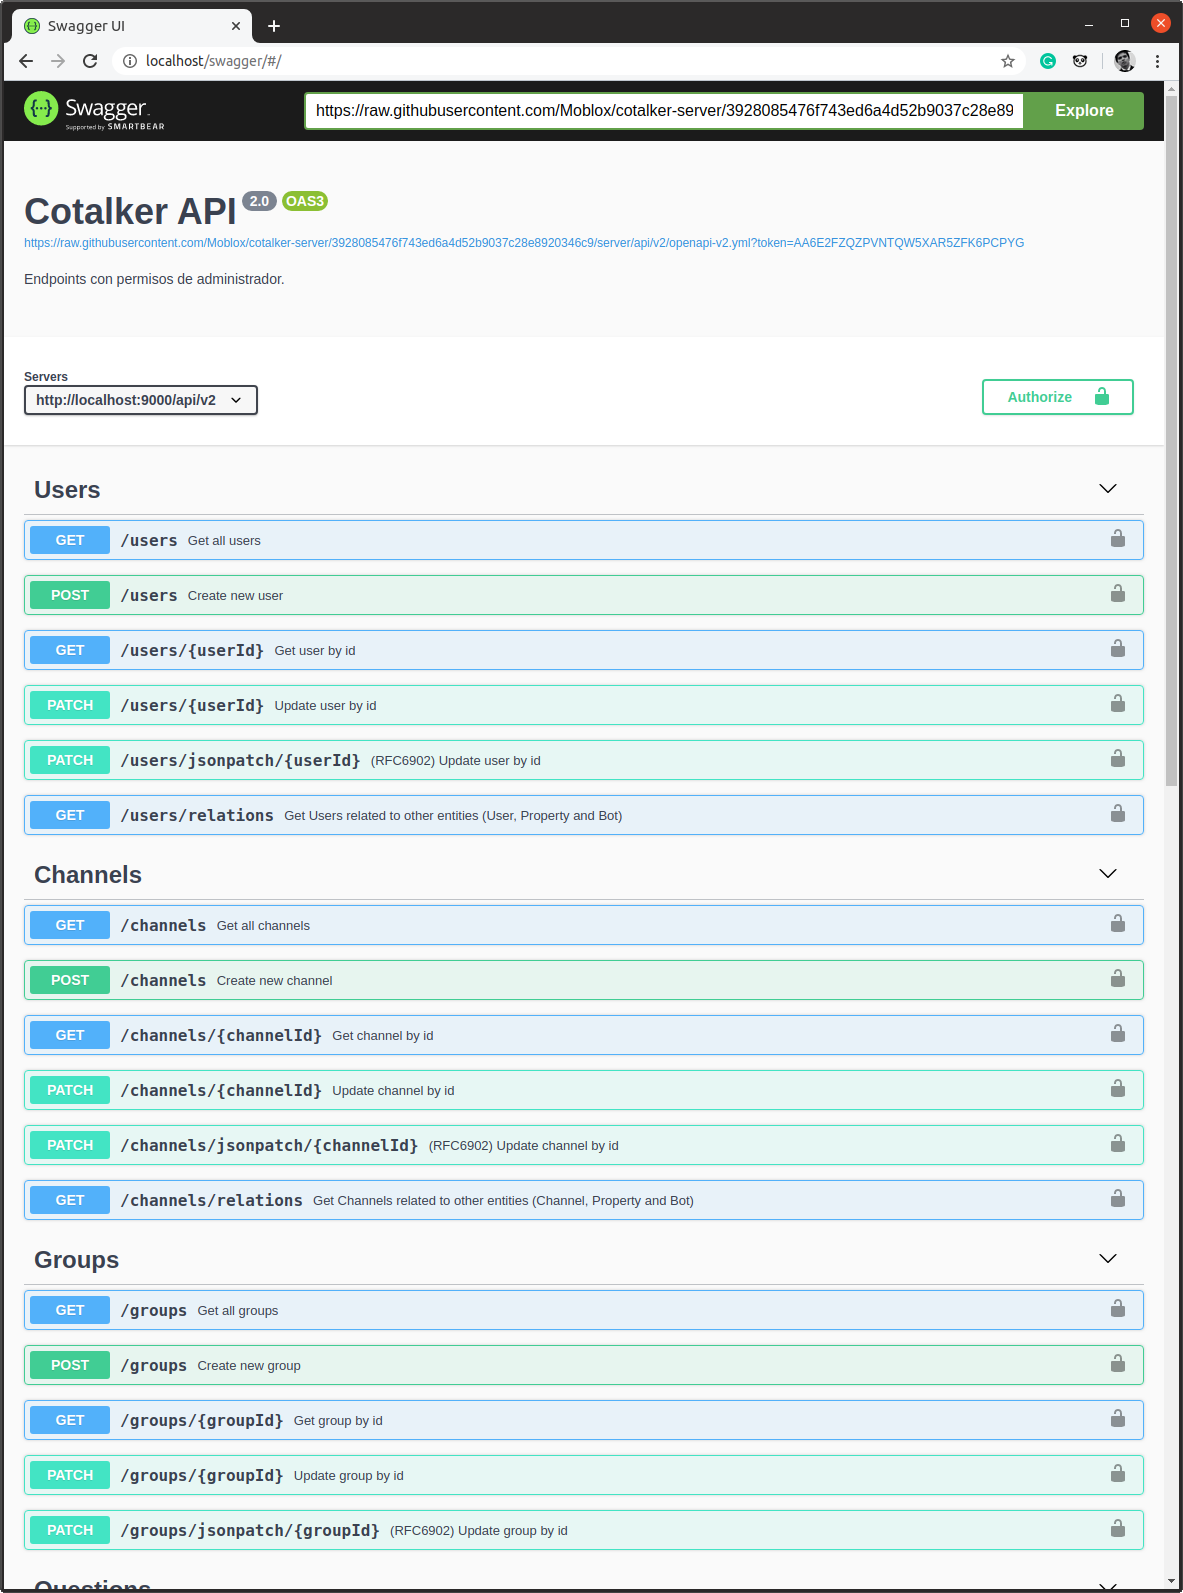 Swagger UI
localhost/swagger/#/
Swagger
Supported by SMARTBEAR
https://raw.githubusercontent.com/Moblox/cotalker-server/3928085476f743ed6a4d52b9037c28e89
Explore
Cotalker API 2.0 OAS3
https://raw.githubusercontent.com/Moblox/cotalker-server/3928085476f743ed6a4d52b9037c28e8920346c9/server/api/v2/openapi-v2.yml?token=AA6E2FZQZPVNTQW5XAR5ZFK6PCPYG
Endpoints con permisos de administrador.
Servers
http://localhost:9000/api/v2
Authorize
Users
GET /users Get all users
POST /users Create new user
GET /users/{userId} Get user by id
PATCH /users/{userId} Update user by id
PATCH /users/jsonpatch/{userId} (RFC6902) Update user by id
GET /users/relations Get Users related to other entities (User, Property and Bot)
Channels
GET /channels Get all channels
POST /channels Create new channel
GET /channels/{channelId} Get channel by id
PATCH /channels/{channelId} Update channel by id
PATCH /channels/jsonpatch/{channelId} (RFC6902) Update channel by id
GET /channels/relations Get Channels related to other entities (Channel, Property and Bot)
Groups
GET /groups Get all groups
POST /groups Create new group
GET /groups/{groupId} Get group by id
PATCH /groups/{groupId} Update group by id
PATCH /groups/jsonpatch/{groupId} (RFC6902) Update group by id
Questions